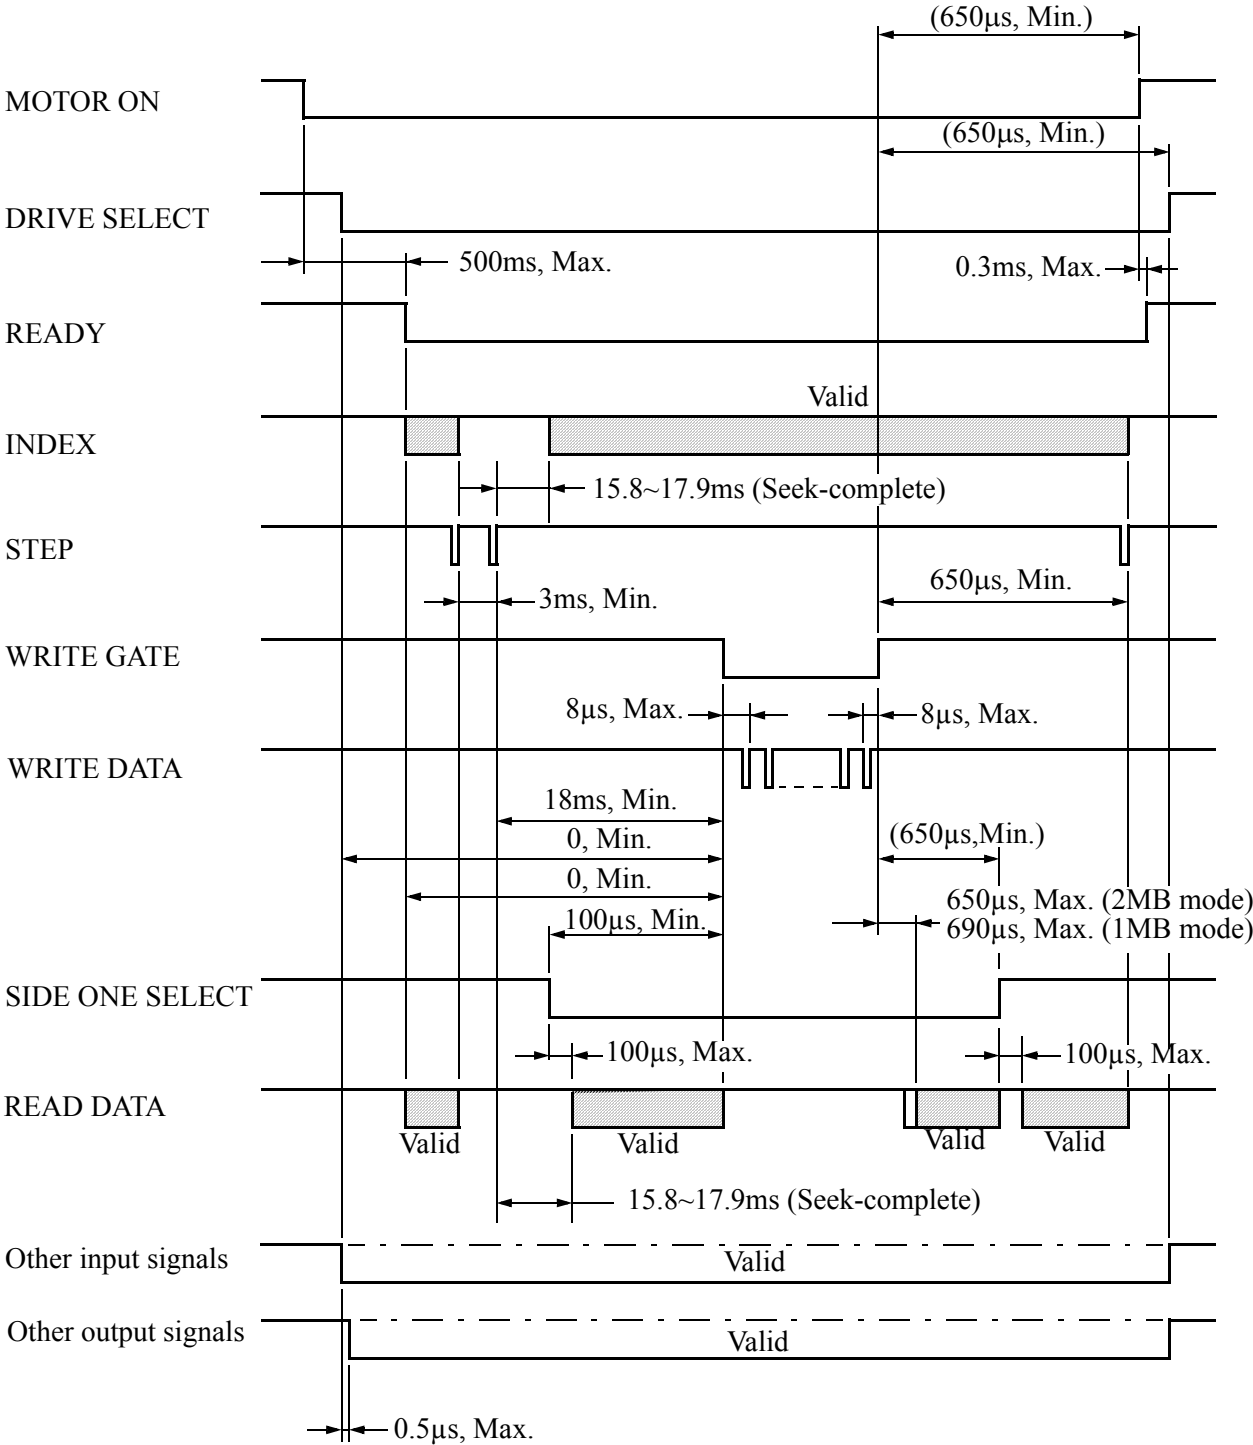 (650µs, Min.)
MOTOR ON
(650µs, Min.)
DRIVE SELECT
500ms, Max.
0.3ms, Max.
READY
Valid
INDEX
15.8~17.9ms (Seek-complete)
STEP
650µs, Min.
3ms, Min.
WRITE GATE
8µs, Max.
8µs, Max.
WRITE DATA
18ms, Min.
0, Min.
(650µs,Min.)
0, Min.
650µs, Max. (2MB mode)
100µs, Min.
690µs, Max. (1MB mode)
SIDE ONE SELECT
100µs, Max.
100µs, Max.
READ DATA
Valid
Valid
Valid
Valid
15.8~17.9ms (Seek-complete)
Other input signals
Valid
Other output signals
Valid
0.5µs, Max.